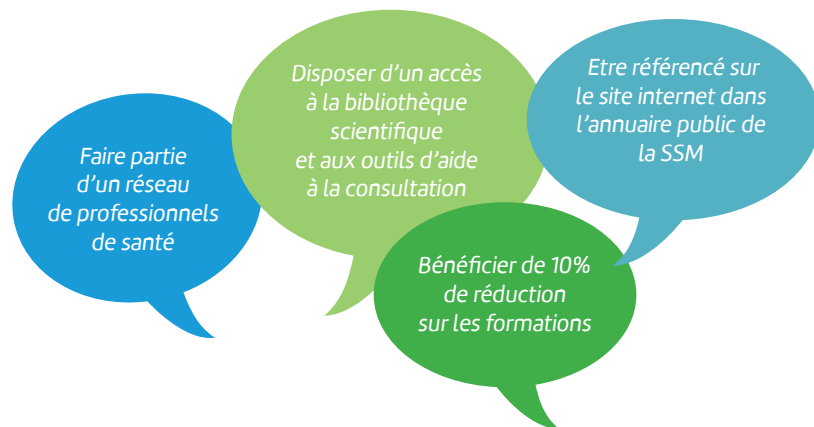 Faire partie
d'un réseau
de professionnels
de santé
Disposer d'un accès
à la bibliothèque
scientifique
et aux outils d'aide
à la consultation
Etre référencé sur
le site internet dans
l'annuaire public de
la SSM
Bénéficier de 10%
de réduction
sur les formations